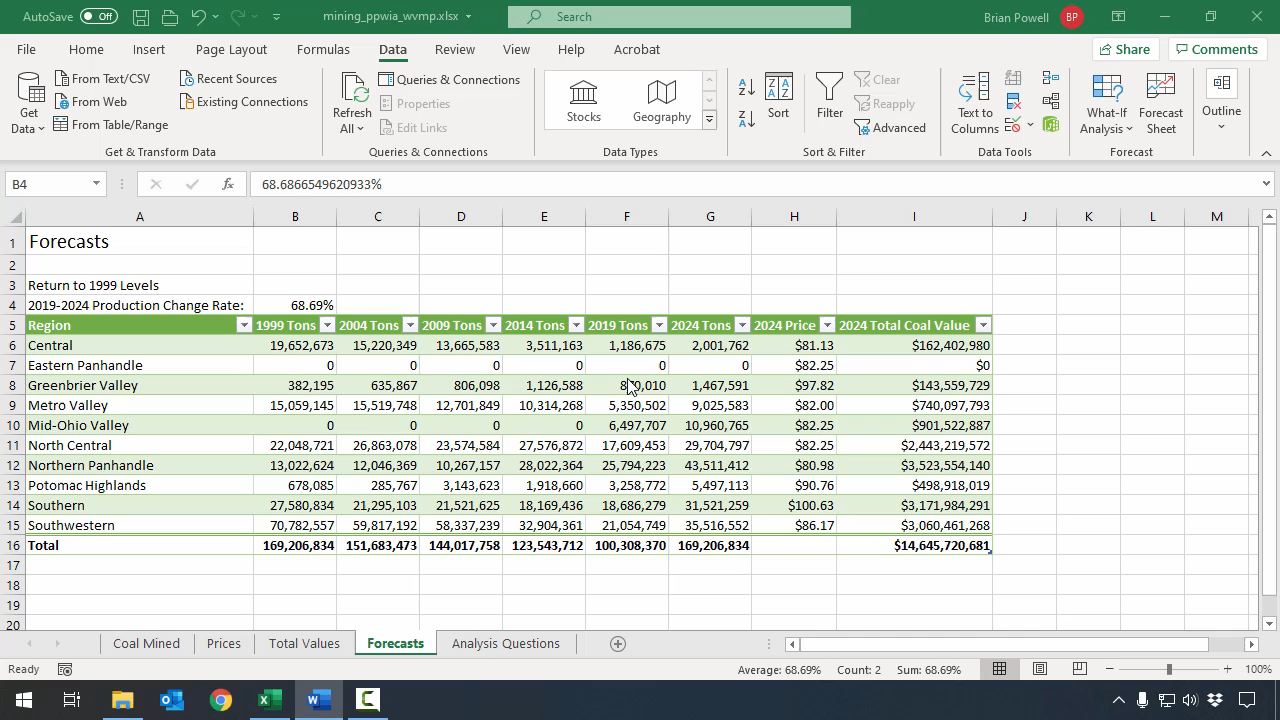 AutoSave Off mining_ppwia_wvmp.xlsx Search Brian Powell BP
File Home Insert Page Layout Formulas Data Review View Help Acrobat Share Comments
Get Data From Text/CSV From Web From Table/Range Recent Sources Existing Connections
Get & Transform Data
Refresh All Queries & Connections Properties Edit Links
Queries & Connections
Stocks Geography
Data Types
Sort Filter Clear Reapply Advanced
Sort & Filter
Text to Columns
Data Tools
What-If Analysis Forecast Sheet
Forecast
Outline
B4 fx 68.6866549620933%
A B C D E F G H I J K L M
1 Forecasts
2
3 Return to 1999 Levels
4 2019-2024 Production Change Rate: 68.69%
5 Region 1999 Tons 2004 Tons 2009 Tons 2014 Tons 2019 Tons 2024 Tons 2024 Price 2024 Total Coal Value
6 Central 19,652,673 15,220,349 13,665,583 3,511,163 1,186,675 2,001,762 $81.13 $162,402,980
7 Eastern Panhandle 0 0 0 0 0 0 $82.25 $0
8 Greenbrier Valley 382,195 635,867 806,098 1,126,588 1,467,591 $97.82 $143,559,729
9 Metro Valley 15,059,145 15,519,748 12,701,849 10,314,268 5,350,502 9,025,583 $82.00 $740,097,793
10 Mid-Ohio Valley 0 0 0 0 6,497,707 10,960,765 $82.25 $901,522,887
11 North Central 22,048,721 26,863,078 23,574,584 27,576,872 17,609,453 29,704,797 $82.25 $2,443,219,572
12 Northern Panhandle 13,022,624 12,046,369 10,267,157 28,022,364 25,794,223 43,511,412 $80.98 $3,523,554,140
13 Potomac Highlands 678,085 285,767 3,143,623 1,918,660 3,258,772 5,497,113 $90.76 $498,918,019
14 Southern 27,580,834 21,295,103 21,521,625 18,169,436 18,686,279 31,521,259 $100.63 $3,171,984,291
15 Southwestern 70,782,557 59,817,192 58,337,239 32,904,361 21,054,749 35,516,552 $86.17 $3,060,461,268
16 Total 169,206,834 151,683,473 144,017,758 123,543,712 100,308,370 169,206,834 $14,645,720,681
17
18
19
20
Coal Mined Prices Total Values Forecasts Analysis Questions
Ready Average: 68.69% Count: 2 Sum: 68.69% 100%